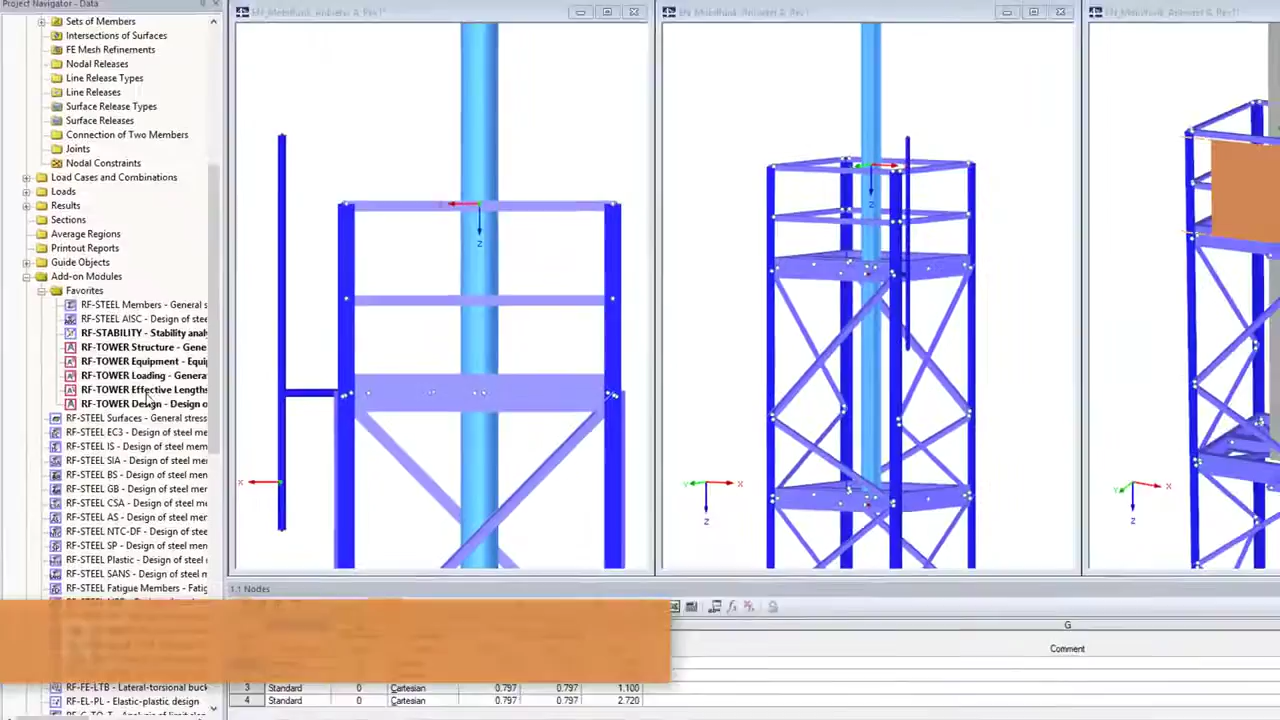 Project Navigator - Data
Sets of Members
Intersections of Surfaces
FE Mesh Refinements
Nodal Releases
Line Release Types
Line Releases
Surface Release Types
Surface Releases
Connection of Two Members
Joints
Nodal Constraints
Load Cases and Combinations
Loads
Results
Sections
Average Regions
Printout Reports
Guide Objects
Add-on Modules
Favorites
RF-STEEL Members - General s
RF-STEEL AISC - Design of stee
RF-STABILITY - Stability anal
RF-TOWER Structure - Gene
RF-TOWER Equipment - Equi
RF-TOWER Loading - Genera
RF-TOWER Effective Lengths
RF-TOWER Design - Design o
RF-STEEL Surfaces - General stress
RF-STEEL EC3 - Design of steel me
RF-STEEL IS - Design of steel mem
RF-STEEL SIA - Design of steel mer
RF-STEEL BS - Design of steel mer
RF-STEEL GB - Design of steel mer
RF-STEEL CSA - Design of steel me
RF-STEEL AS - Design of steel mer
RF-STEEL NTC-DF - Design of steel
RF-STEEL SP - Design of steel mem
RF-STEEL Plastic - Design of steel
RF-STEEL SANS - Design of steel m
RF-STEEL Fatigue Members - Fatig
RF-FE-LTB - Lateral-torsional buck
RF-EL-PL - Elastic-plastic design
Z
X
Z
Y X
Z
Y X
Z
1.1 Nodes
G
Comment
3 Standard 0 Cartesian 0.797 0.797 1.100
4 Standard 0 Cartesian 0.797 0.797 2.720